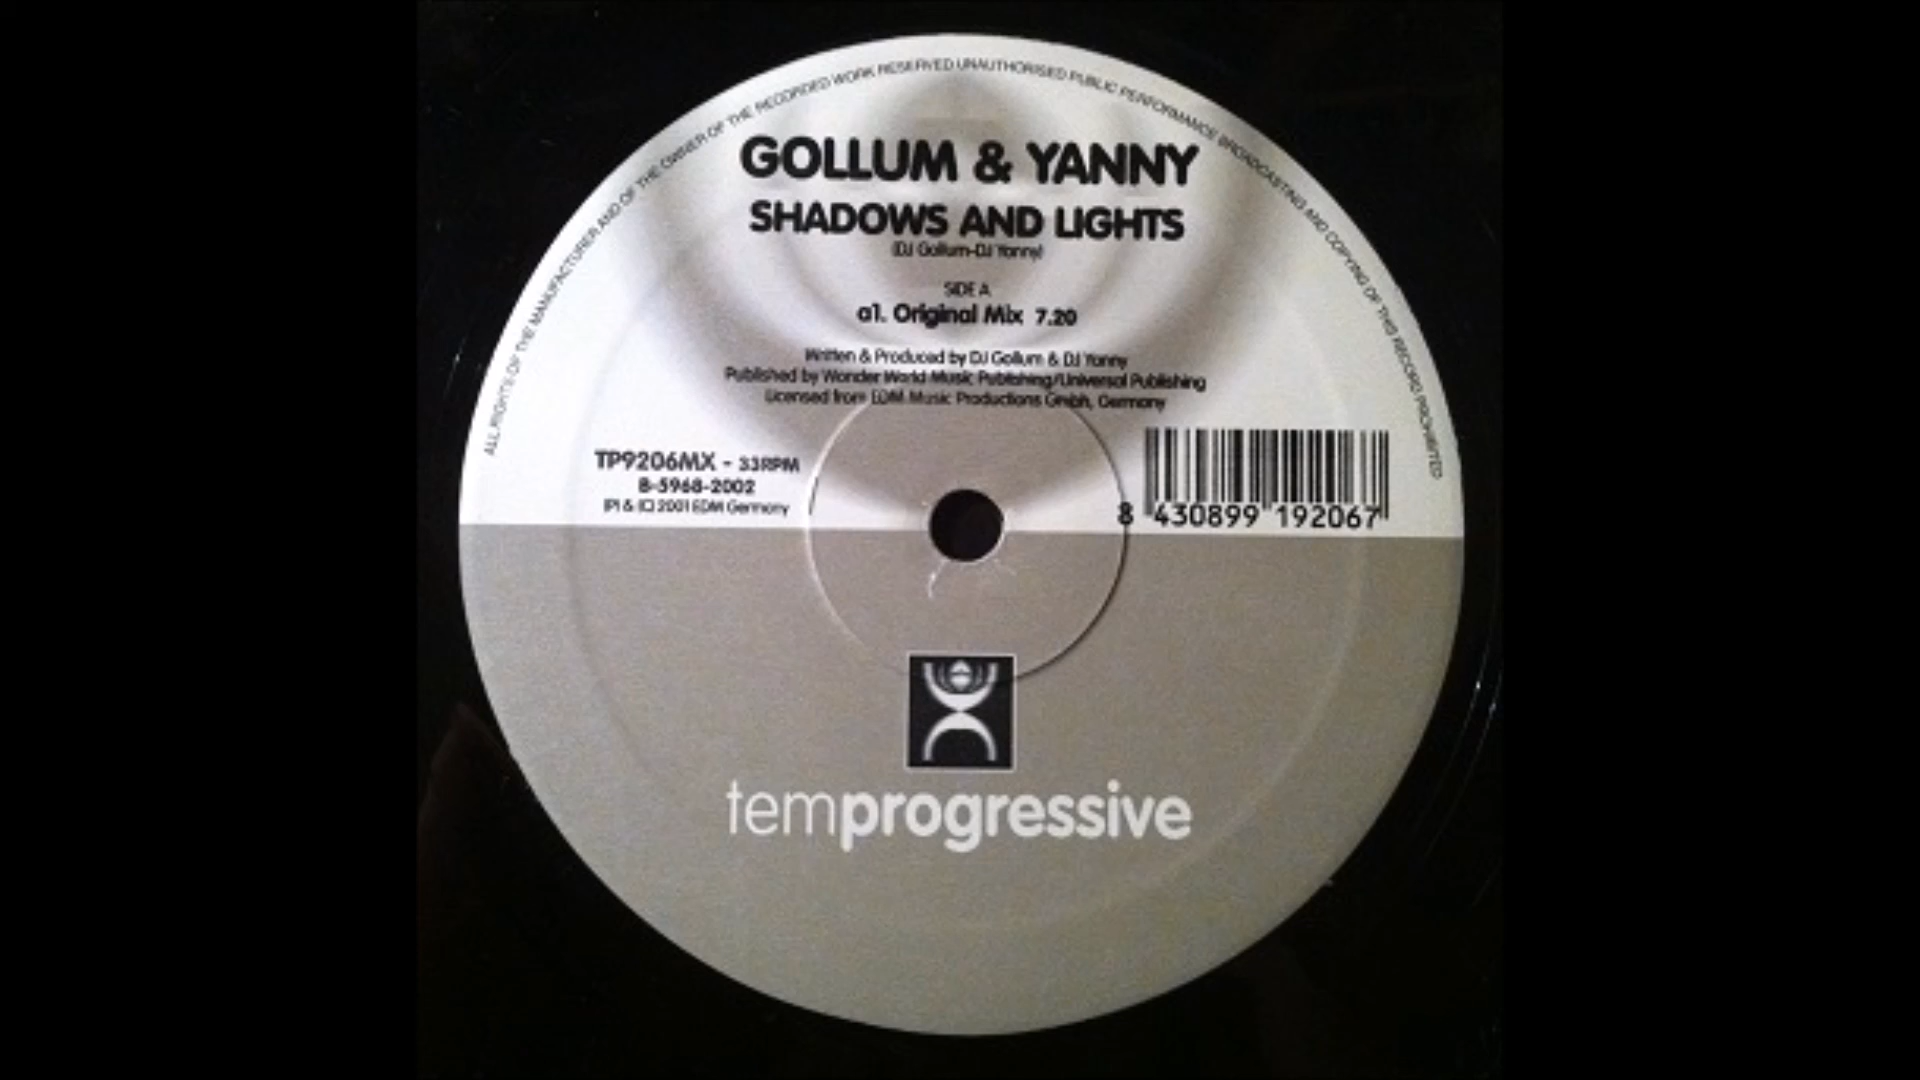 ALL RIGHTS OF THE MANUFACTURER AND OF THE OWNER OF THE RECORDED WORK RESERVED UNAUTHORISED PUBLIC PERFORMANCE BROADCASTING AND COPYING OF THIS RECORD PROHIBITED
GOLLUM & YANNY
SHADOWS AND LIGHTS
(DJ Gollum-DJ Yanny)
SIDE A
a1. Original Mix 7.20
Written & Produced by DJ Gollum & DJ Yanny
Published by Wonder World Music Publishing/Universal Publishing
Licensed from EDM Music Productions Gmbh, Germany
TP9206MX - 33RPM
B-5968-2002
(P) & (C) 2001 EDM Germany
8 430899 192067
temprogressive